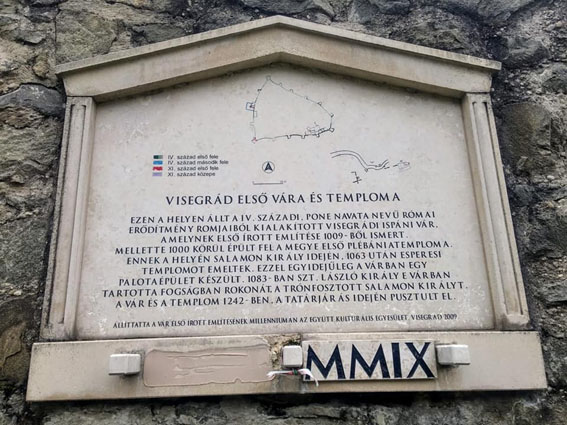 IV. század első fele
IV. század második fele
XI. század első fele
XI. század közepe
VISEGRÁD ELSŐ VÁRA ÉS TEMPLOMA
EZEN A HELYEN ÁLLT A IV. SZÁZADI, PONE NAVATA NEVŰ RÓMAI
ERŐDÍTMÉNY ROMJAIBÓL KIALAKÍTOTT VISEGRÁDI ISPÁNI VÁR,
AMELYNEK ELSŐ ÍROTT EMLÍTÉSE 1009-BŐL ISMERT.
MELLETTE 1000 KÖRÜL ÉPÜLT FEL A MEGYE ELSŐ PLÉBÁNIATEMPLOMA.
ENNEK A HELYÉN SALAMON KIRÁLY IDEJÉN, 1063 UTÁN ESPERESI
TEMPLOMOT EMELTEK. EZZEL EGYIDEJŰLEG A VÁRBAN EGY
PALOTAÉPÜLET KÉSZÜLT. 1083-BAN SZT. LÁSZLÓ KIRÁLY E VÁRBAN
TARTOTTA FOGSÁGBAN ROKONÁT, A TRÓNFOSZTOTT SALAMON KIRÁLYT.
A VÁR ÉS A TEMPLOM 1242-BEN, A TATÁRJÁRÁS IDEJÉN PUSZTULT EL.
ÁLLÍTTATTA A VÁR ELSŐ ÍROTT EMLÍTÉSÉNEK MILLENNIUMÁN AZ EGYÜTT KULTURÁLIS EGYESÜLET, VISEGRÁD 2009
MMIX